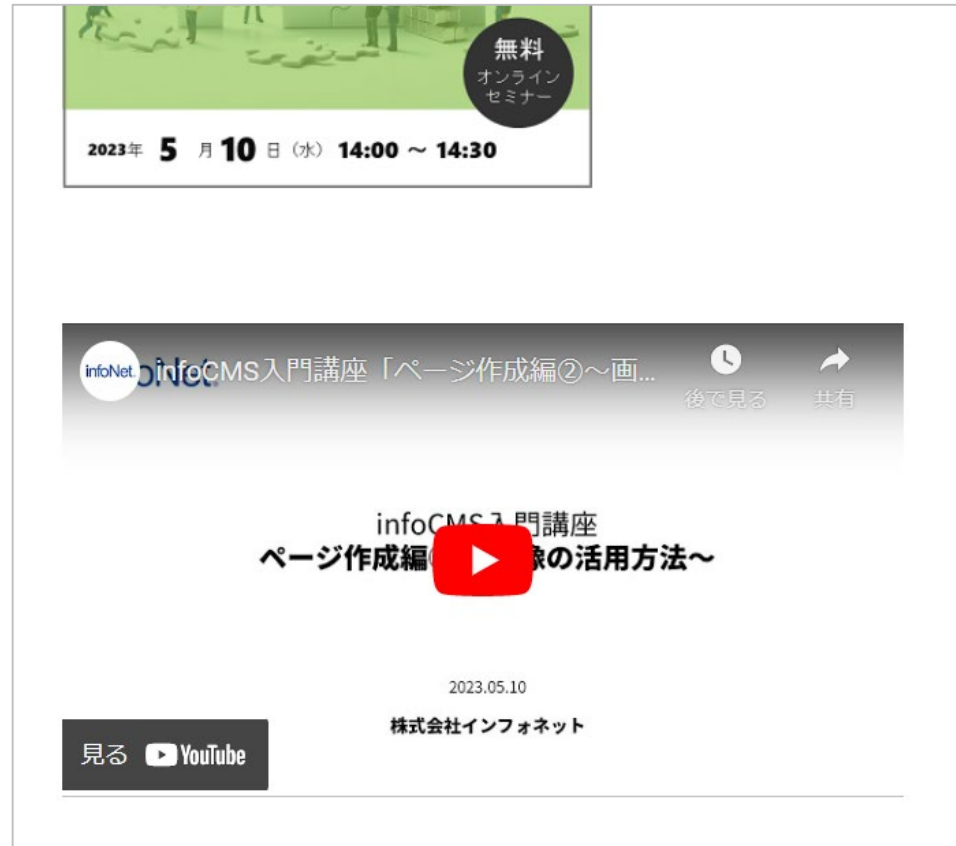 無料
オンライン
セミナー
2023年 5 月 10 日（水） 14:00 ～ 14:30
infoNet.
infoCMS入門講座「ページ作成編②～画...
後で見る
共有
infoCMS入門講座
ページ作成編 の活用方法～
2023.05.10
株式会社インフォネット
見る YouTube